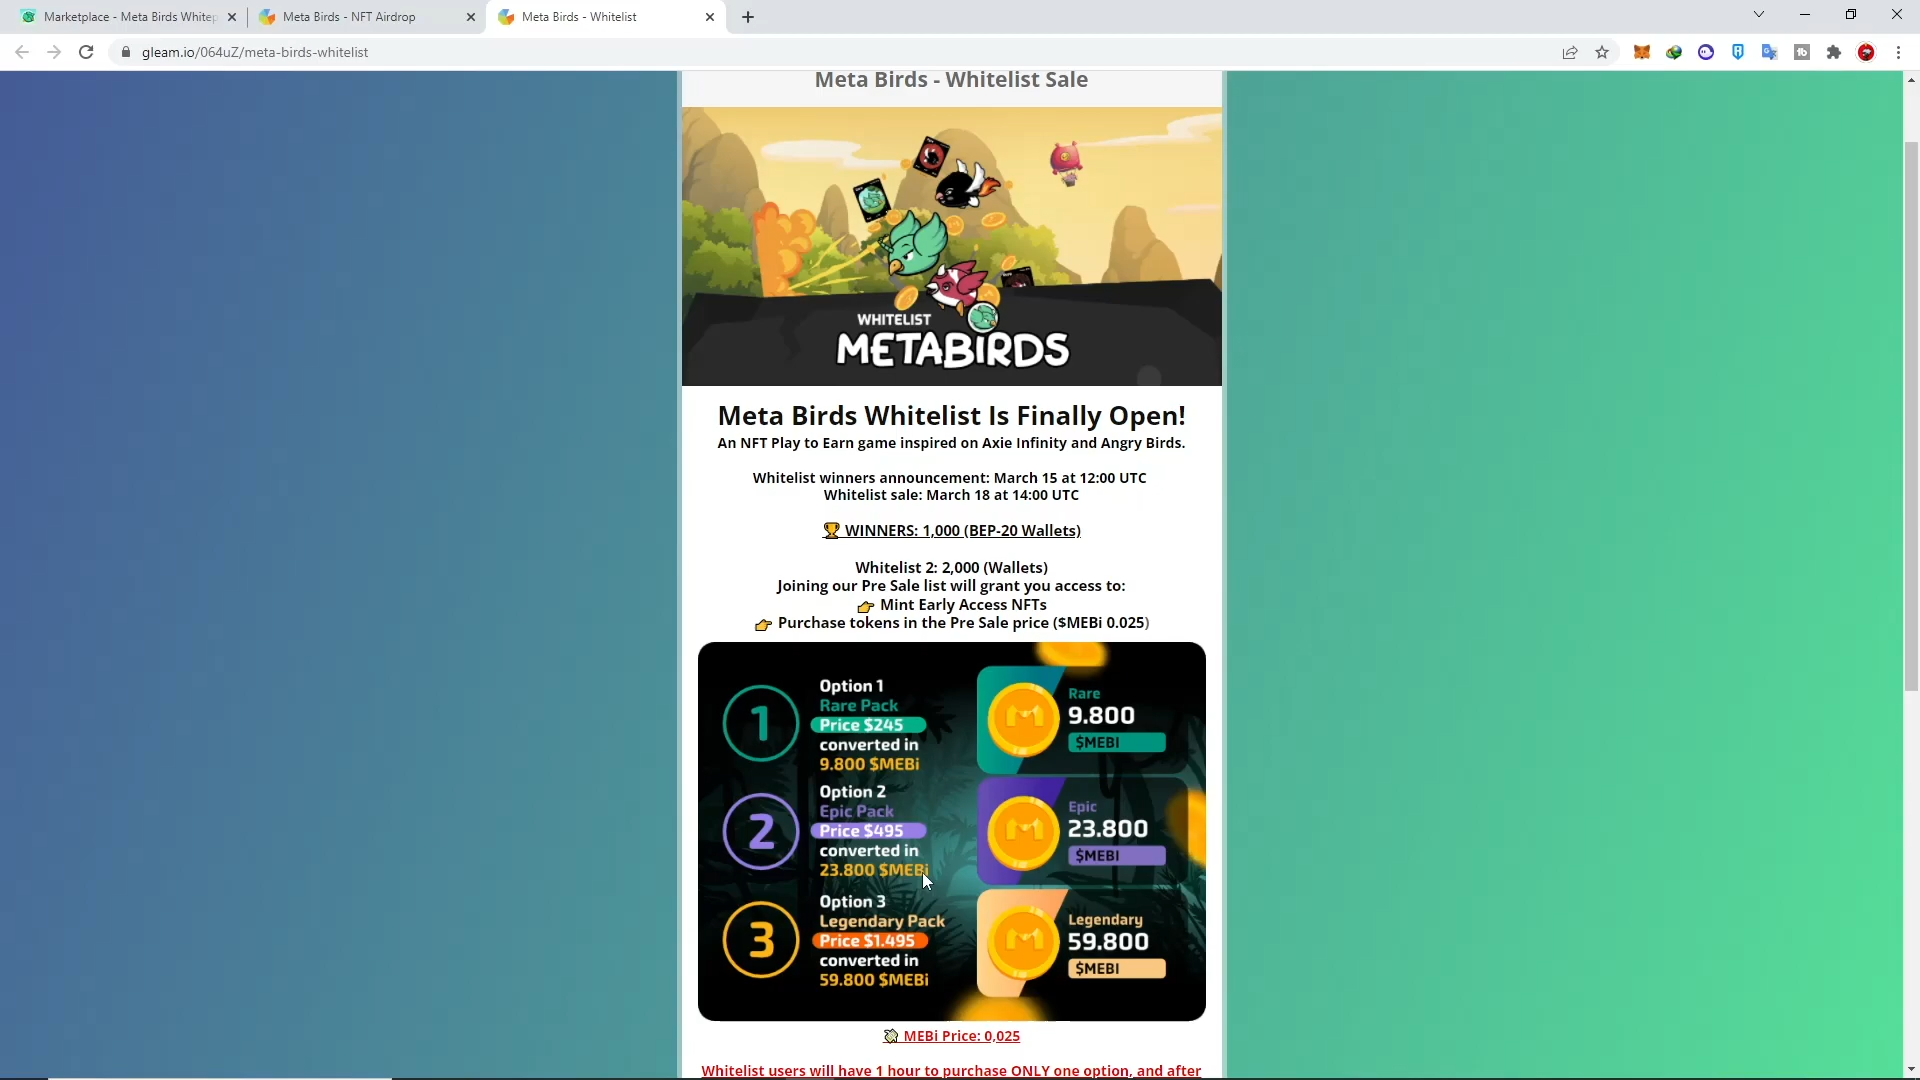 Marketplace - Meta Birds Whitep
Meta Birds - NFT Airdrop
Meta Birds - Whitelist
gleam.io/064uZ/meta-birds-whitelist
Meta Birds - Whitelist Sale
WHITELIST
METABIRDS
Meta Birds Whitelist Is Finally Open!
An NFT Play to Earn game inspired on Axie Infinity and Angry Birds.
Whitelist winners announcement: March 15 at 12:00 UTC
Whitelist sale: March 18 at 14:00 UTC
🏆 WINNERS: 1,000 (BEP-20 Wallets)
Whitelist 2: 2,000 (Wallets)
Joining our Pre Sale list will grant you access to:
👉 Mint Early Access NFTs
👉 Purchase tokens in the Pre Sale price ($MEBi 0.025)
1
Option 1
Rare Pack
Price $245
converted in
9.800 $MEBi
Rare
9.800
$MEBI
2
Option 2
Epic Pack
Price $495
converted in
23.800 $MEBi
Epic
23.800
$MEBI
3
Option 3
Legendary Pack
Price $1.495
converted in
59.800 $MEBi
Legendary
59.800
$MEBI
💸 MEBi Price: 0,025
Whitelist users will have 1 hour to purchase ONLY one option, and after